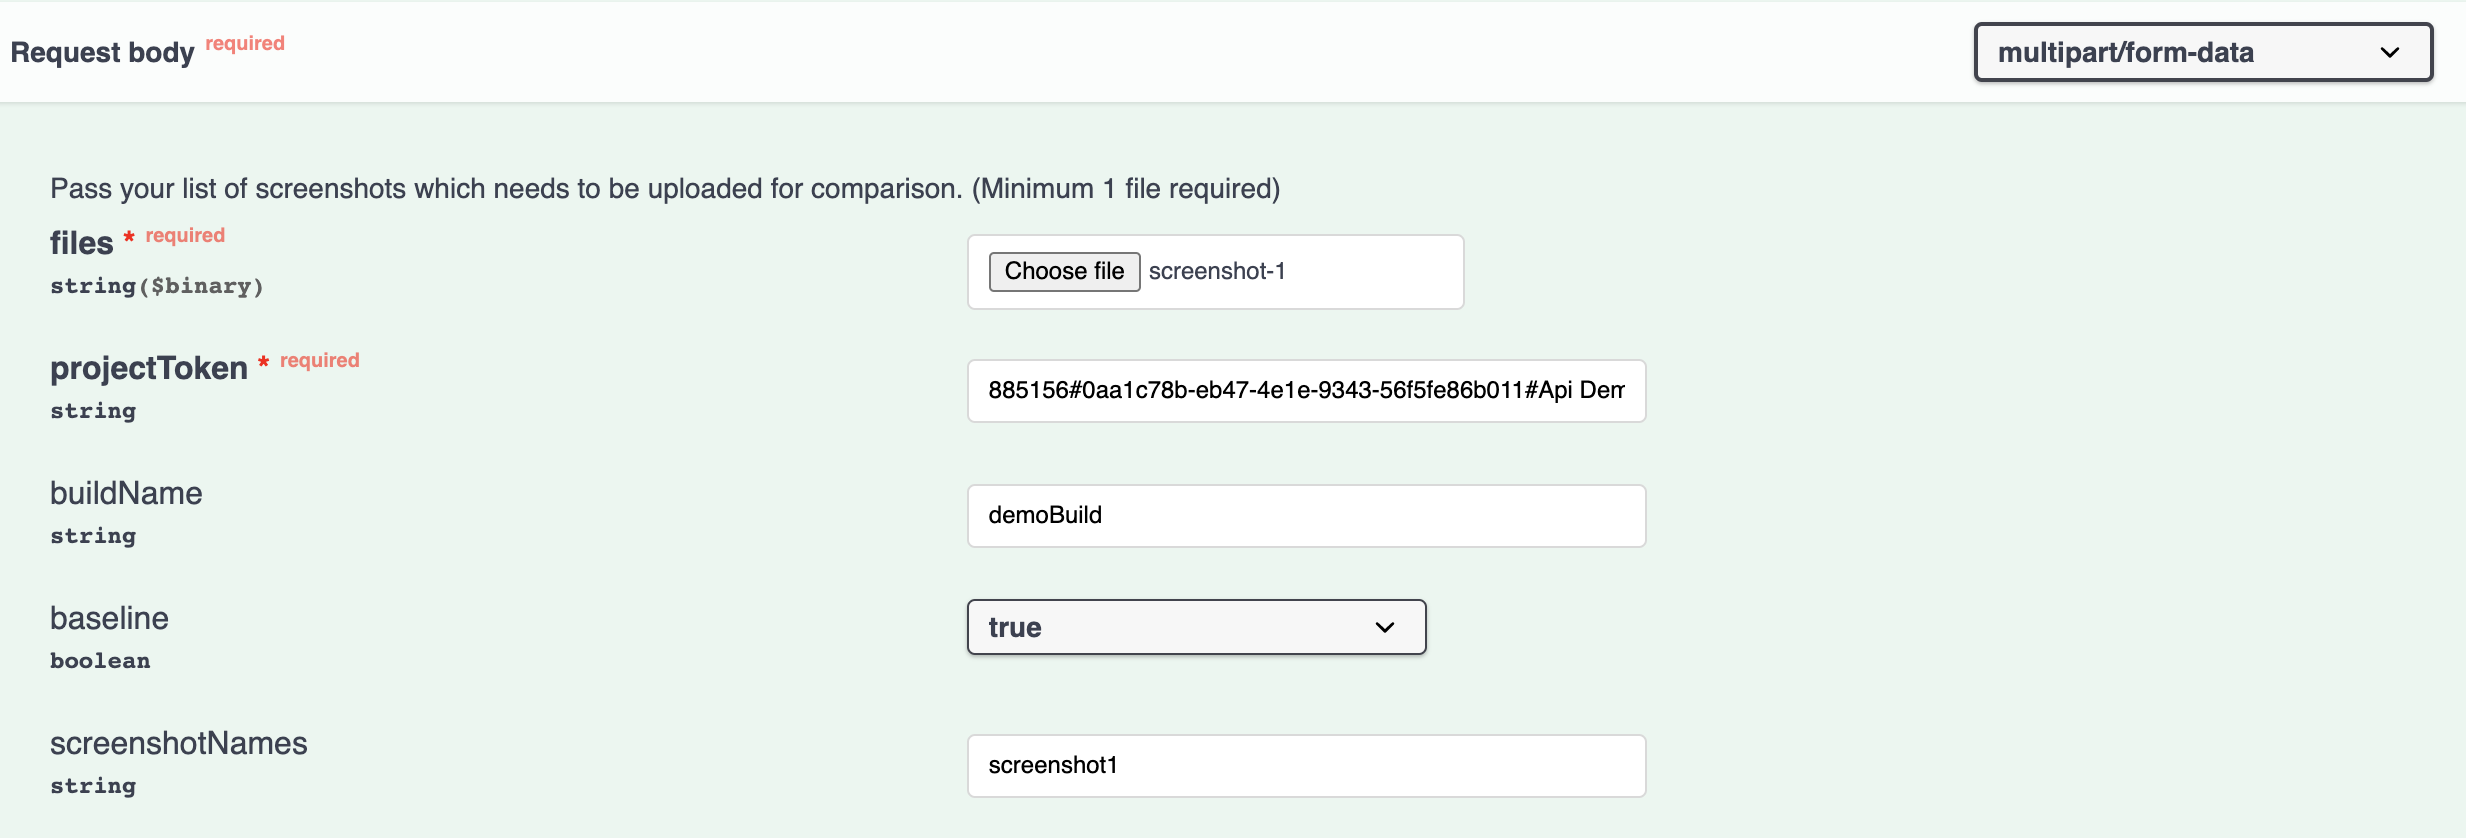 Request body required
multipart/form-data
Pass your list of screenshots which needs to be uploaded for comparison. (Minimum 1 file required)
files * required
string($binary)
Choose file screenshot-1
projectToken * required
string
885156#0aa1c78b-eb47-4e1e-9343-56f5fe86b011#Api Dem
buildName
string
demoBuild
baseline
boolean
true
screenshotNames
string
screenshot1